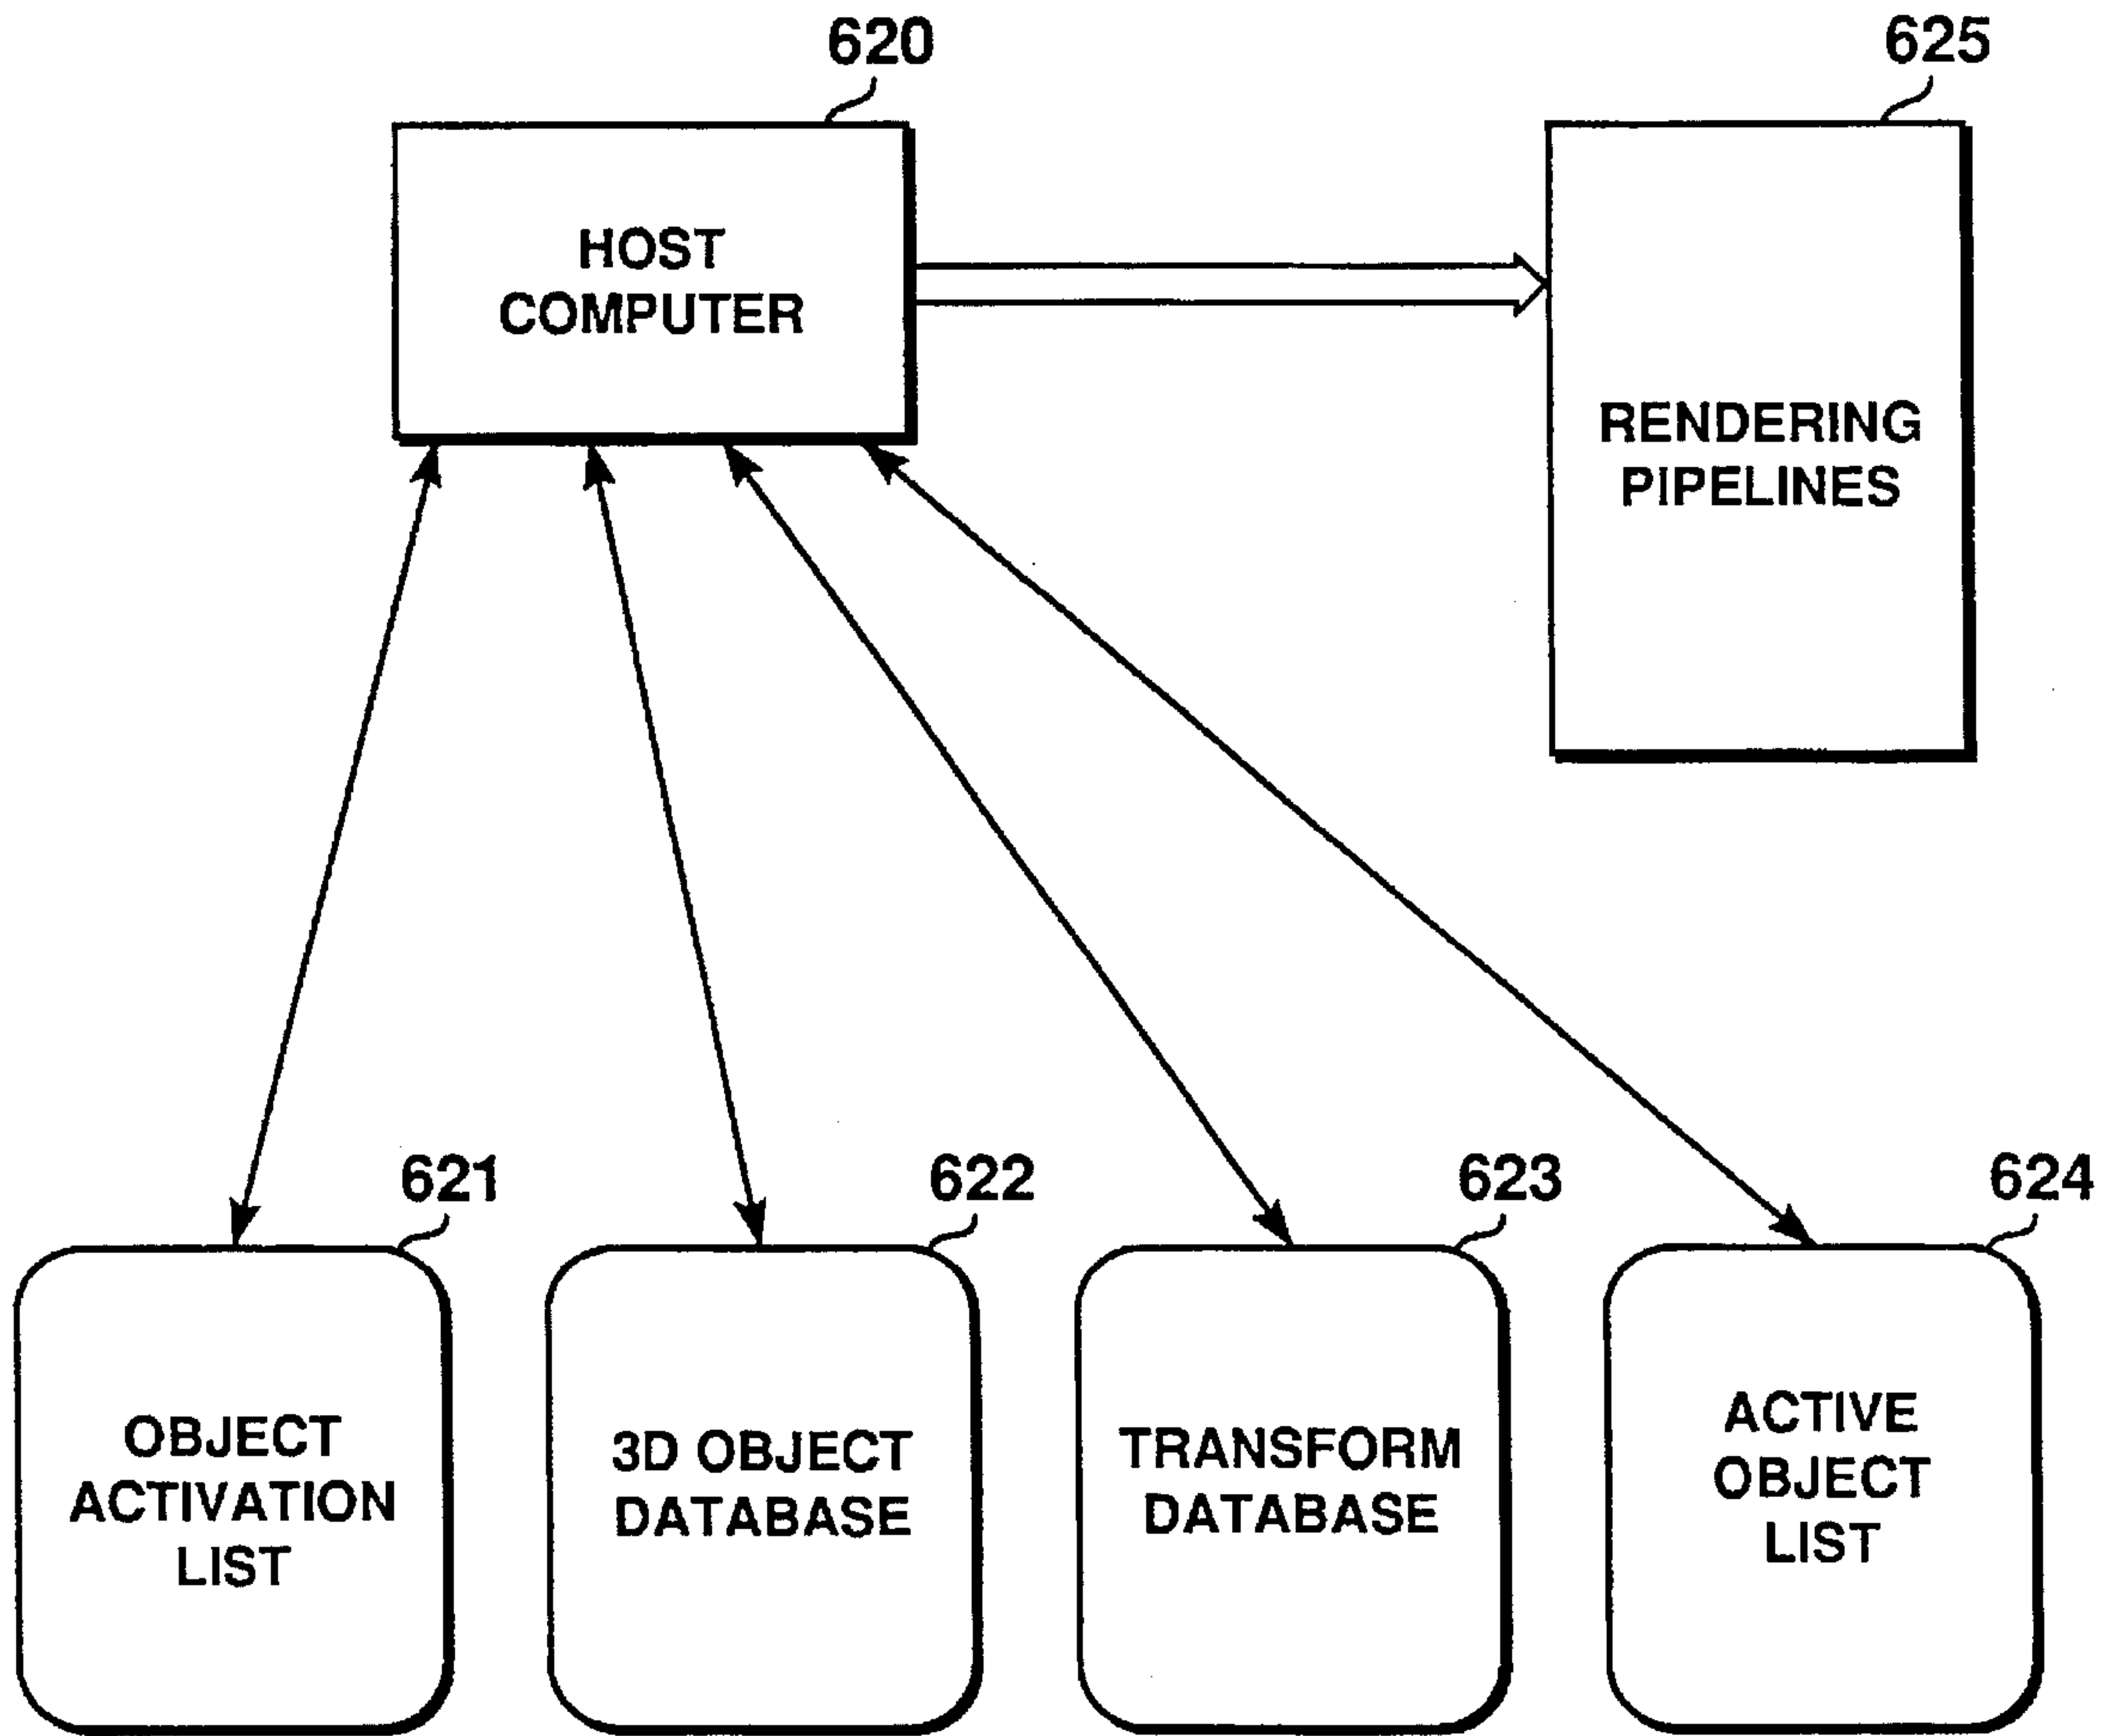 620
625
HOST
COMPUTER
RENDERING
PIPELINES
621
622
623
624
OBJECT
ACTIVATION
LIST
3D OBJECT
DATABASE
TRANSFORM
DATABASE
ACTIVE
OBJECT
LIST